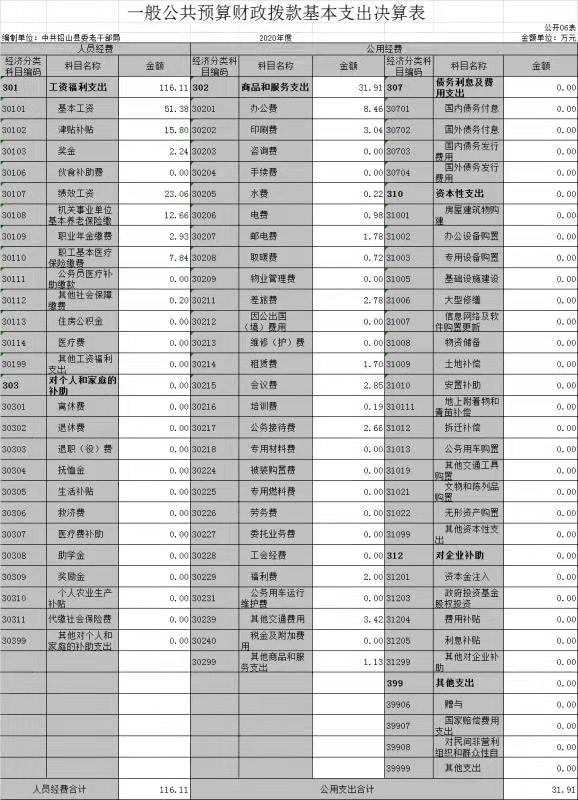 一般公共预算财政拨款基本支出决算表
公开06表
编制单位：中共铅山县委老干部局 2020年度 金额单位：万元
人员经费 公用经费
经济分类科目编码 科目名称 金额 经济分类科目编码 科目名称 金额 经济分类科目编码 科目名称 金额
301 工资福利支出 116.11 302 商品和服务支出 31.91 307 债务利息及费用支出 0.00
30101 基本工资 51.38 30201 办公费 8.46 30701 国内债务付息 0.00
30102 津贴补贴 15.80 30202 印刷费 3.04 30702 国外债务付息 0.00
30103 奖金 2.24 30203 咨询费 0.00 30703 国内债务发行费用 0.00
30106 伙食补助费 0.00 30204 手续费 0.00 30704 国外债务发行费用 0.00
30107 绩效工资 23.06 30205 水费 0.22 310 资本性支出 0.00
30108 机关事业单位基本养老保险缴 12.66 30206 电费 0.98 31001 房屋建筑物购建 0.00
30109 职业年金缴费 2.93 30207 邮电费 1.78 31002 办公设备购置 0.00
30110 职工基本医疗保险缴费 7.84 30208 取暖费 0.72 31003 专用设备购置 0.00
30111 公务员医疗补助缴款 0.00 30209 物业管理费 0.00 31005 基础设施建设 0.00
30112 其他社会保障缴费 0.20 30211 差旅费 2.78 31006 大型修缮 0.00
30113 住房公积金 0.00 30212 因公出国（境）费用 0.00 31007 信息网络及软件购置更新 0.00
30114 医疗费 0.00 30213 维修（护）费 0.00 31008 物资储备 0.00
30199 其他工资福利支出 0.00 30214 租赁费 1.70 31009 土地补偿 0.00
303 对个人和家庭的补助 0.00 30215 会议费 2.85 31010 安置补助 0.00
30301 离休费 0.00 30216 培训费 0.19 310111 地上附着物和青苗补偿 0.00
30302 退休费 0.00 30217 公务接待费 2.66 31012 拆迁补偿 0.00
30303 退职（役）费 0.00 30218 专用材料费 0.00 31013 公务用车购置 0.00
30304 抚恤金 0.00 30224 被装购置费 0.00 31019 其他交通工具购置 0.00
30305 生活补贴 0.00 30225 专用燃料费 0.00 31021 文物和陈列品购置 0.00
30306 救济费 0.00 30226 劳务费 0.00 31022 无形资产购置 0.00
30307 医疗费补助 0.00 30227 委托业务费 0.00 31099 其他资本性支出 0.00
30308 助学金 0.00 30228 工会经费 0.00 312 对企业补助 0.00
30309 奖励金 0.00 30229 福利费 2.00 31201 资本金注入 0.00
30310 个人农业生产补贴 0.00 30231 公务用车运行维护费 0.00 31203 政府投资基金股权投资 0.00
30311 代缴社会保险费 0.00 30239 其他交通费用 3.42 31204 费用补贴 0.00
30399 其他对个人和家庭的补助支出 0.00 30240 税金及附加费用 0.00 31205 利息补贴 0.00
30299 其他商品和服务支出 1.13 31299 其他对企业补助 0.00
399 其他支出 0.00
39906 赠与 0.00
39907 国家赔偿费用支出 0.00
39908 对民间非营利组织和群众性自 0.00
39999 其他支出 0.00
人员经费合计 116.11 公用支出合计 31.91